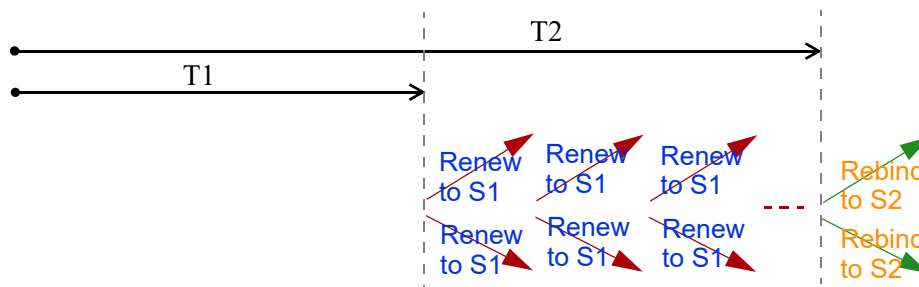 T2
T1
Renew
to S1
Renew
to S1
Renew
to S1
Rebind
to S2
Renew
to S1
Renew
to S1
Renew
to S1
Rebind
to S2